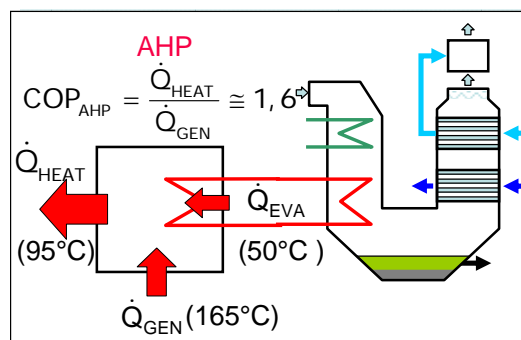 AHP
COP_AHP = Q̇_HEAT / Q̇_GEN ≅ 1,6
Q̇_HEAT
Q̇_EVA
(95°C)
(50°C )
Q̇_GEN (165°C)